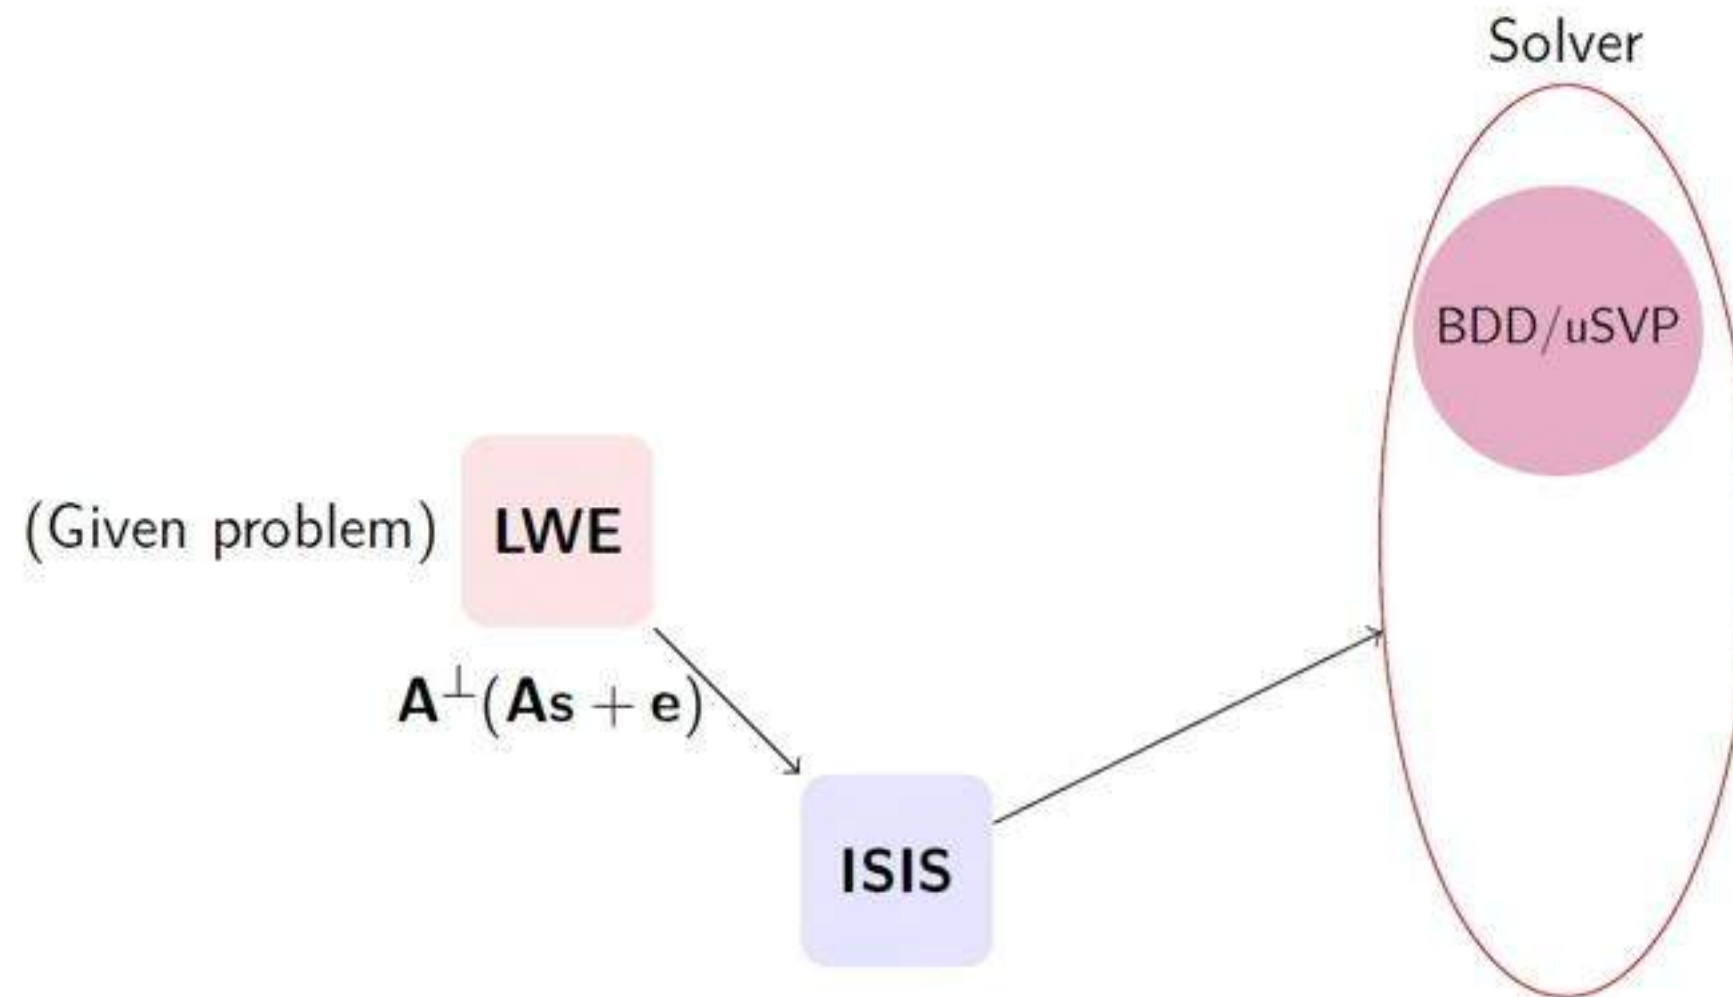 Solver
BDD/uSVP
(Given problem) LWE
A⊥(As + e)
ISIS